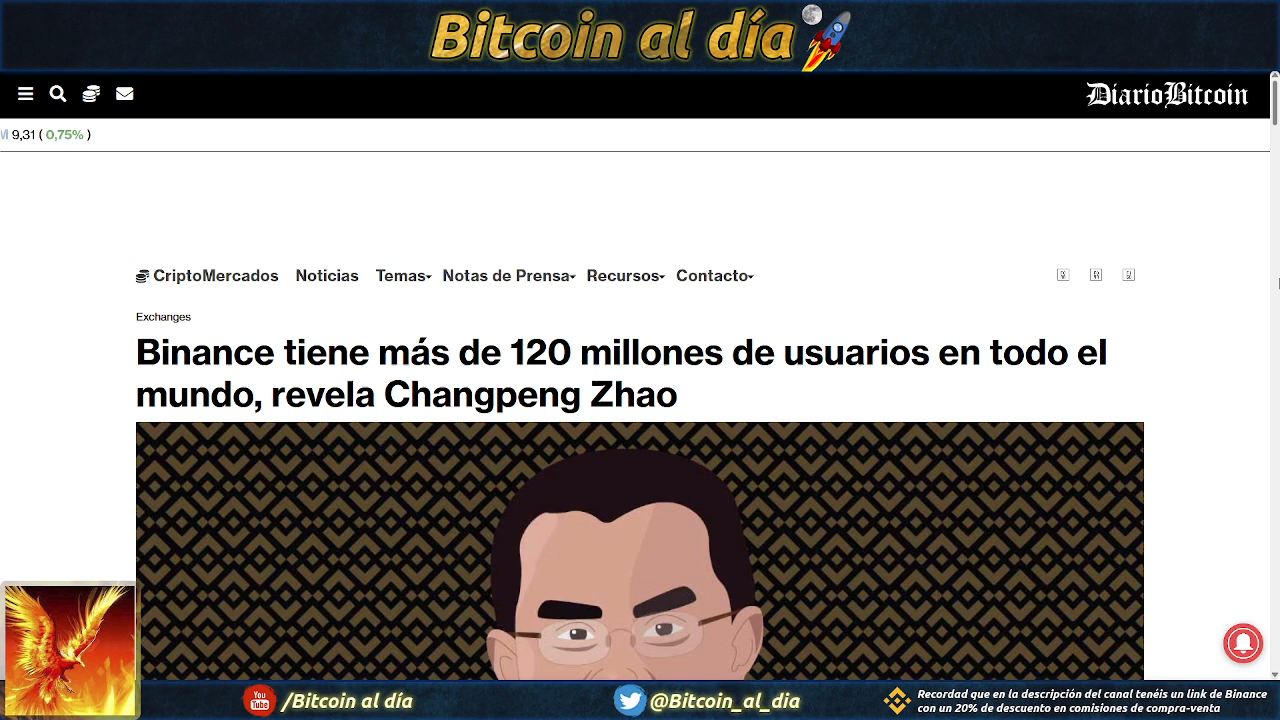 Bitcoin al día
DiarioBitcoin
9,31 ( 0,75% )
CriptoMercados Noticias Temas Notas de Prensa Recursos Contacto
Exchanges
Binance tiene más de 120 millones de usuarios en todo el
mundo, revela Changpeng Zhao
You
Tube
/Bitcoin al día
@Bitcoin_al_dia
Recordad que en la descripción del canal tenéis un link de Binance
con un 20% de descuento en comisiones de compra-venta